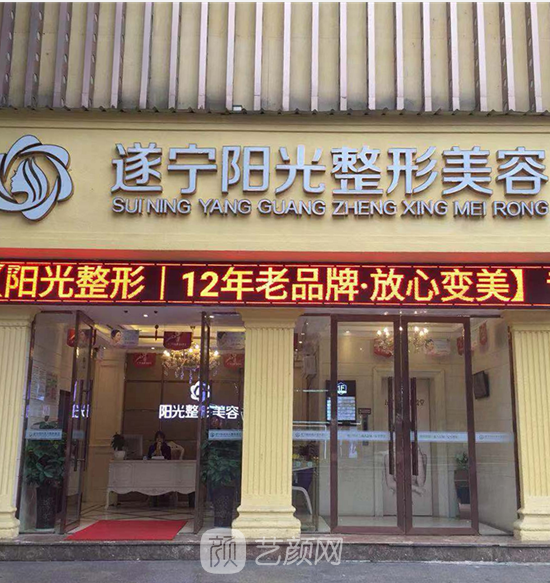 遂宁阳光整形美容
SUI NING YANG GUANG ZHENG XING MEI RONG
【阳光整形｜12年老品牌·放心变美】
阳光整形美容
1F
颜 艺颜网